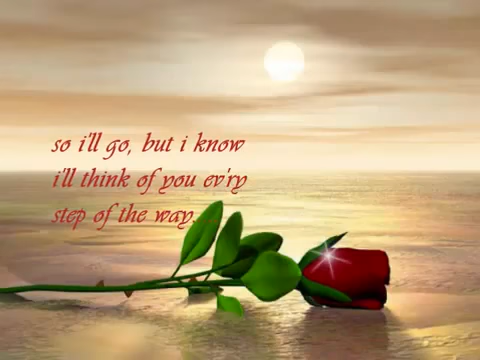 so i'll go, but i know
i'll think of you ev'ry
step of the way.